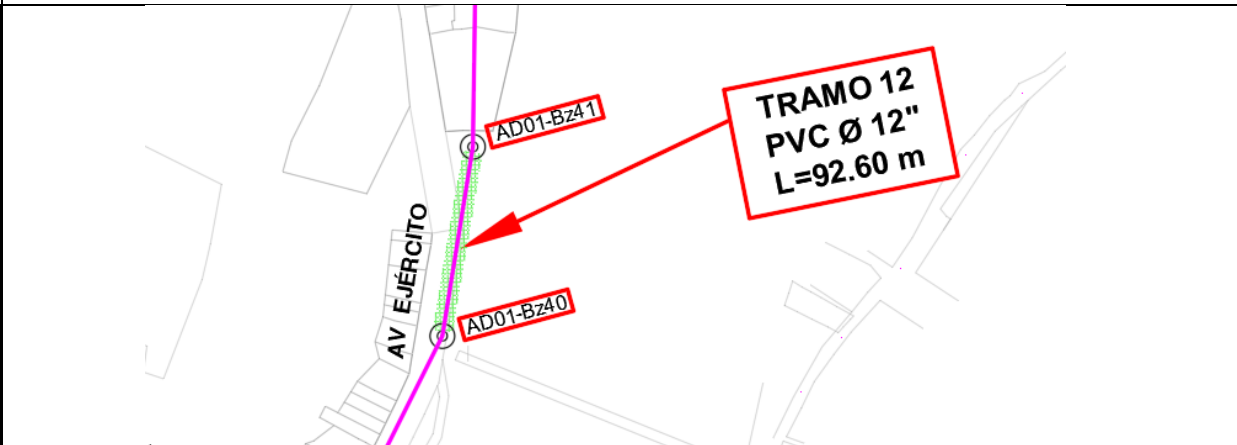 AD01-Bz41
TRAMO 12
PVC Ø 12"
L=92.60 m
AV EJÉRCITO
AD01-Bz40